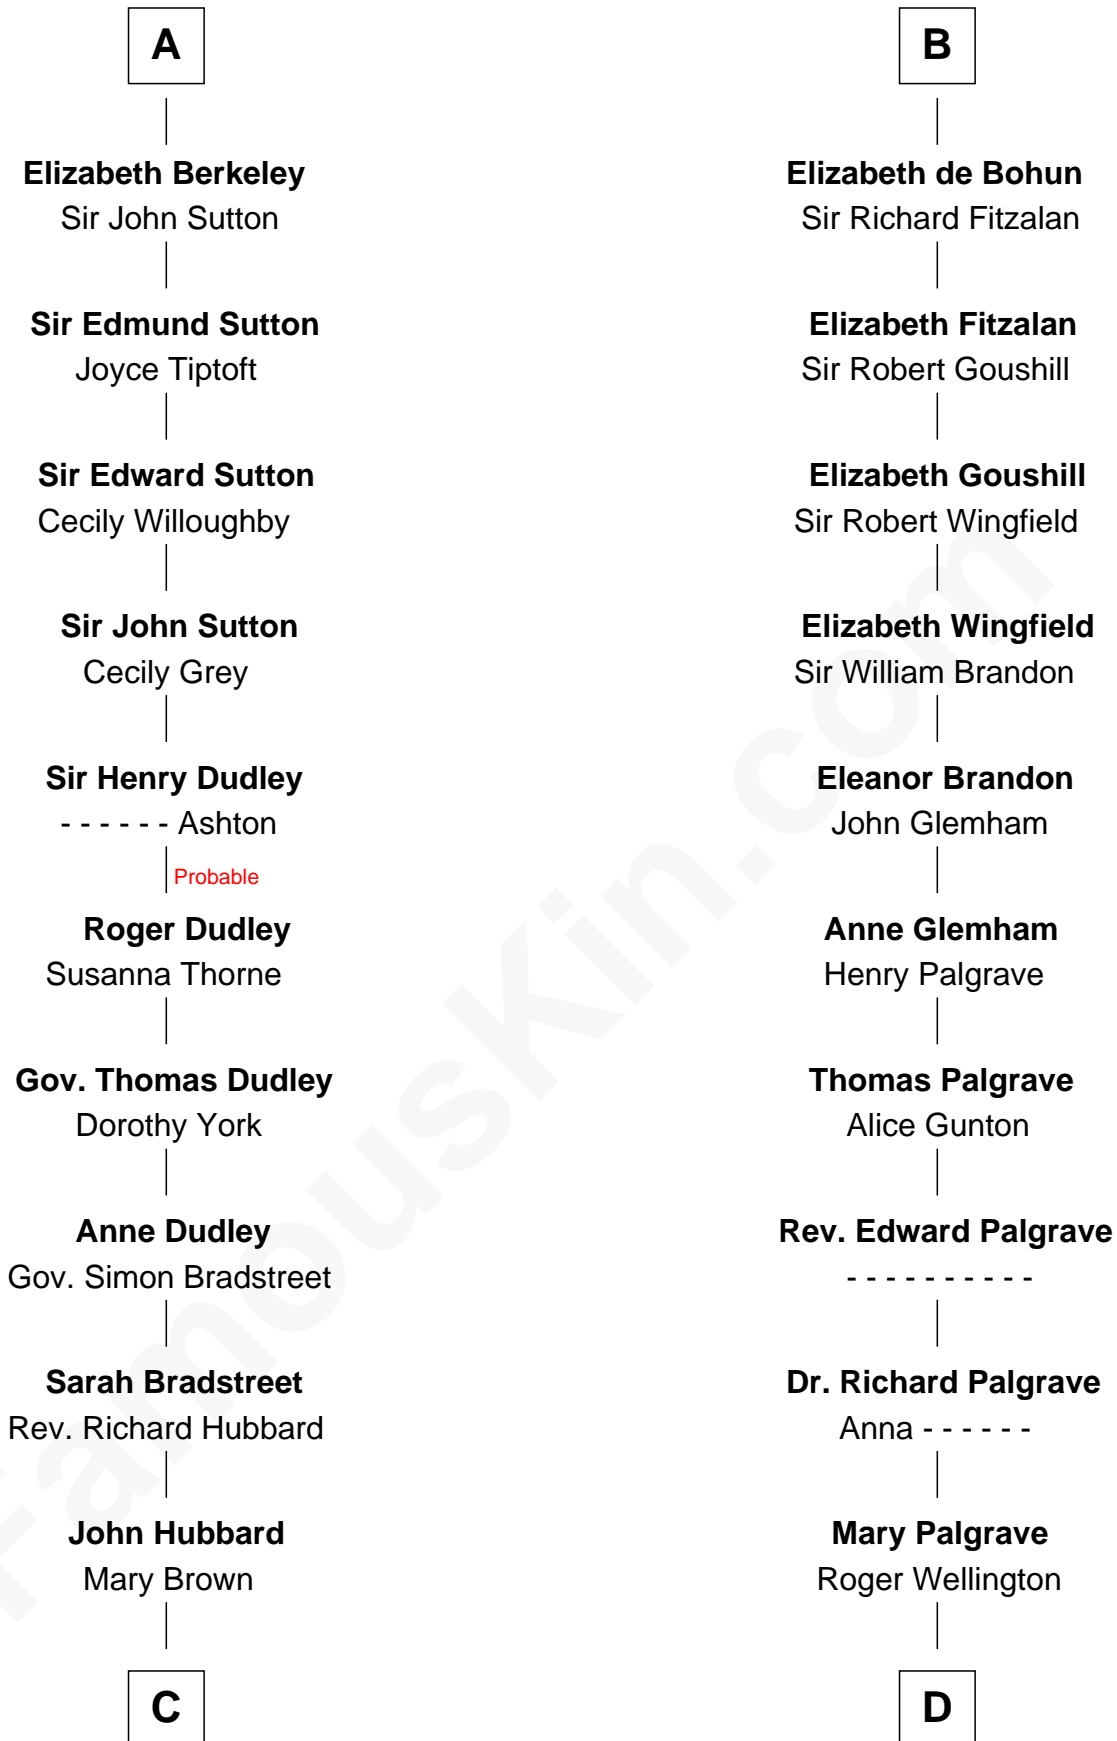 A
Elizabeth Berkeley
Sir John Sutton
Sir Edmund Sutton
Joyce Tiptoft
Sir Edward Sutton
Cecily Willoughby
Sir John Sutton
Cecily Grey
Sir Henry Dudley
- - - - - - Ashton
Probable
Roger Dudley
Susanna Thorne
Gov. Thomas Dudley
Dorothy York
Anne Dudley
Gov. Simon Bradstreet
Sarah Bradstreet
Rev. Richard Hubbard
John Hubbard
Mary Brown
C
B
Elizabeth de Bohun
Sir Richard Fitzalan
Elizabeth Fitzalan
Sir Robert Goushill
Elizabeth Goushill
Sir Robert Wingfield
Elizabeth Wingfield
Sir William Brandon
Eleanor Brandon
John Glemham
Anne Glemham
Henry Palgrave
Thomas Palgrave
Alice Gunton
Rev. Edward Palgrave
- - - - - - - - - -
Dr. Richard Palgrave
Anna - - - - - -
Mary Palgrave
Roger Wellington
D
FamousKin.com